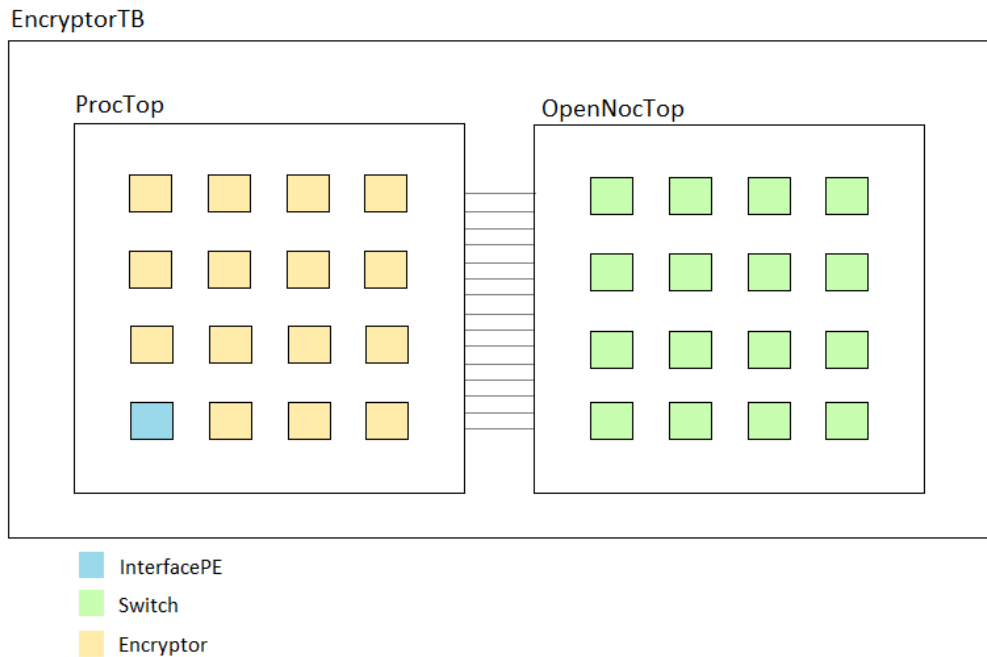 EncryptorTB
ProcTop
OpenNocTop
InterfacePE
Switch
Encryptor